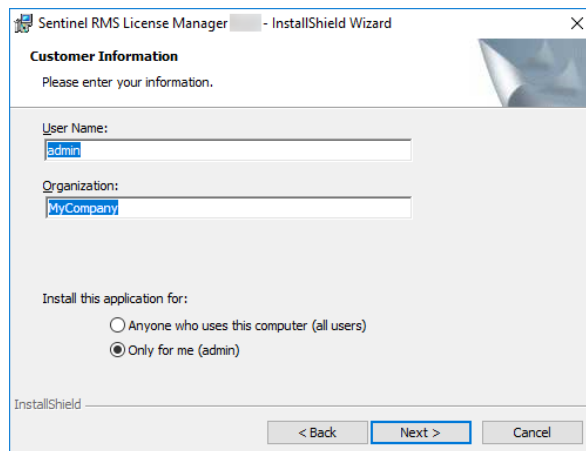 Sentinel RMS License Manager - InstallShield Wizard
Customer Information
Please enter your information.
User Name:
admin
Organization:
MyCompany
Install this application for:
Anyone who uses this computer (all users)
Only for me (admin)
InstallShield
< Back Next > Cancel